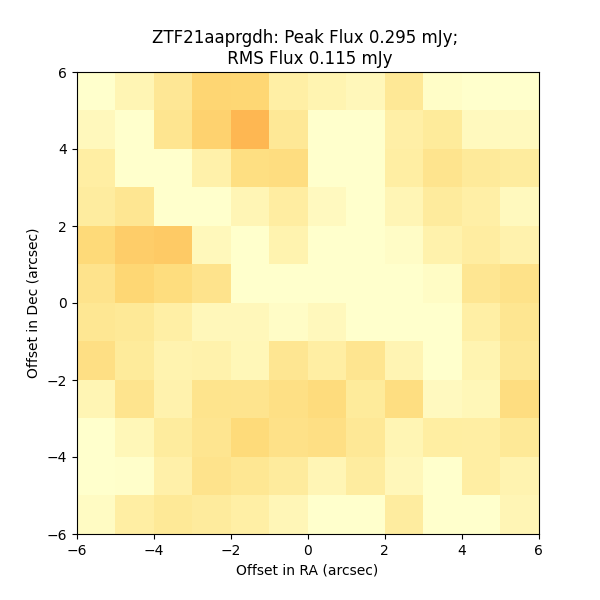 ZTF21aaprgdh: Peak Flux 0.295 mJy;
RMS Flux 0.115 mJy
6
4
2
0
−2
−4
−6
Offset in Dec (arcsec)
−6 −4 −2 0 2 4 6
Offset in RA (arcsec)